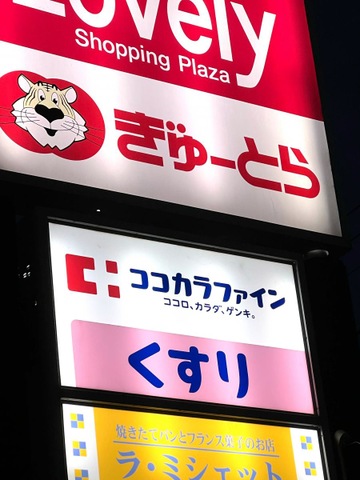 Lovely
Shopping Plaza
ぎゅーとら
ココカラファイン
ココロ、カラダ、ゲンキ。
くすり
焼きたてパンとフランス菓子のお店
ラ・ミシェット